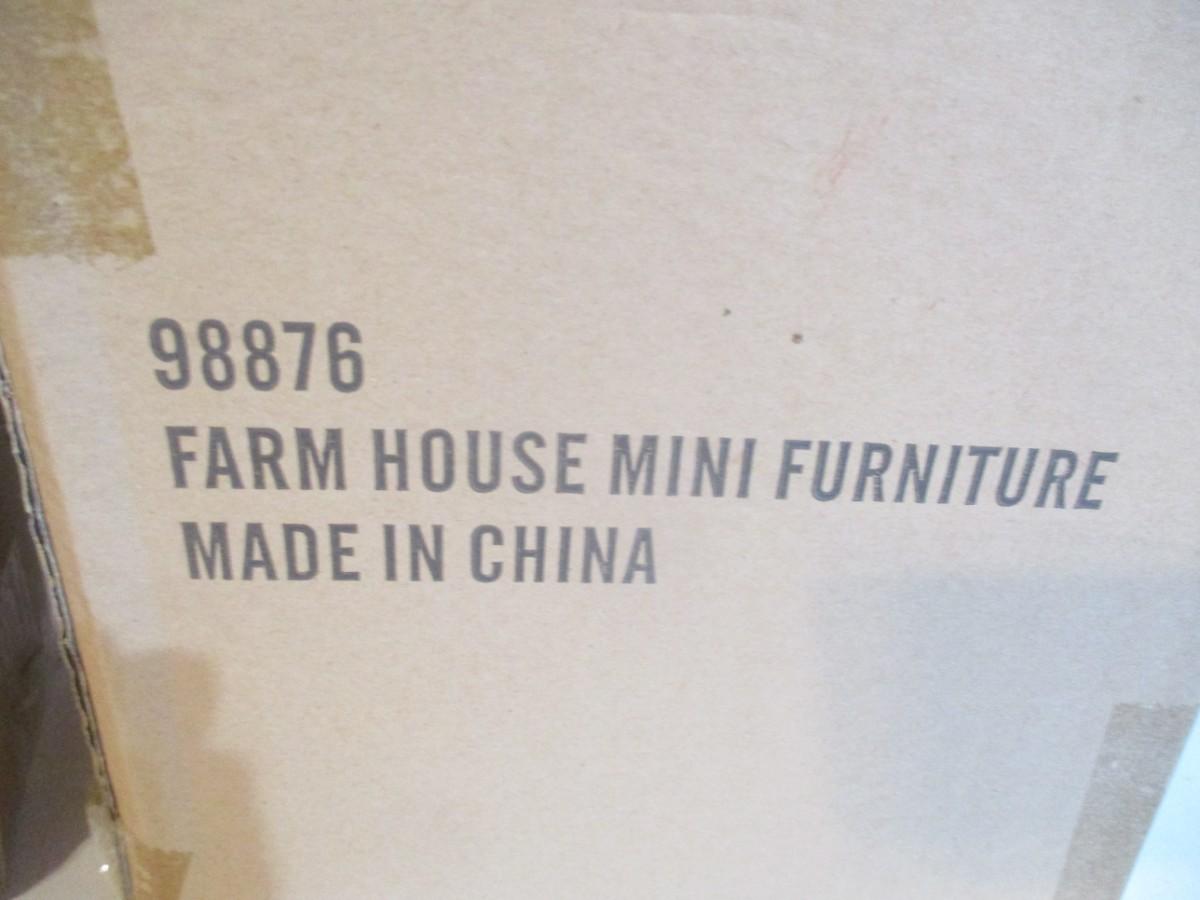 98876
FARM HOUSE MINI FURNITURE
MADE IN CHINA